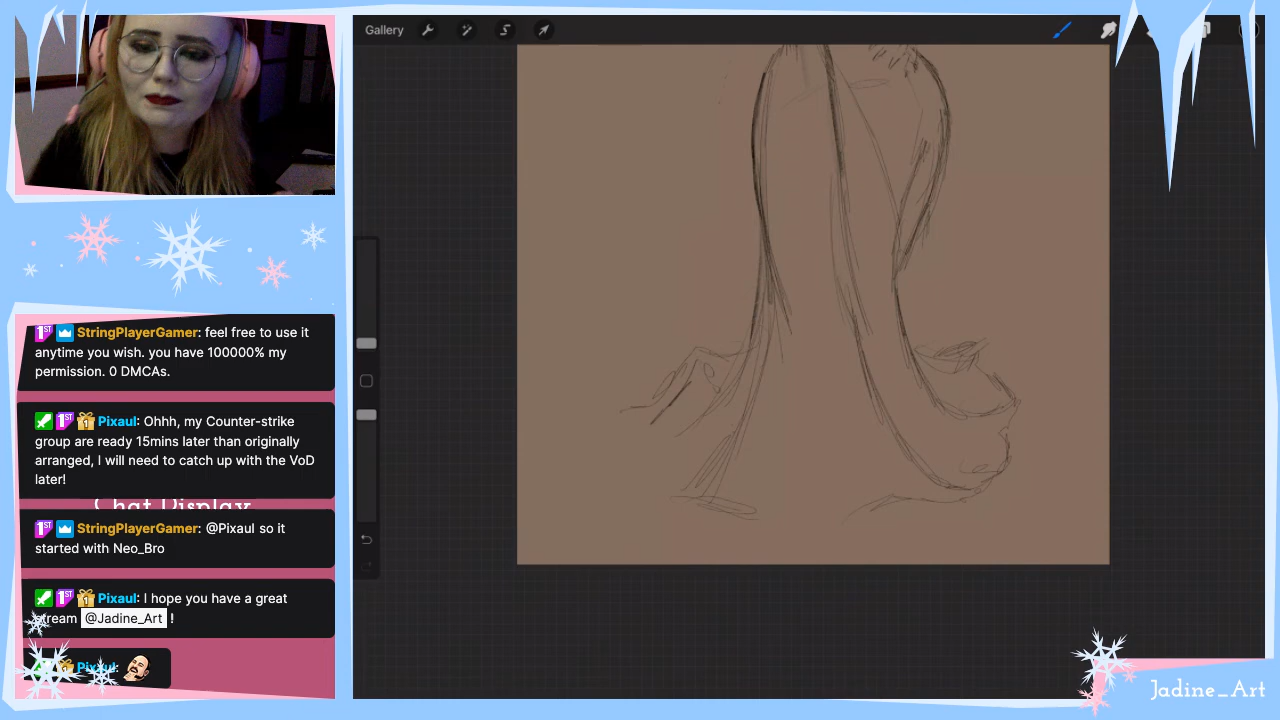 Gallery
StringPlayerGamer: feel free to use it
anytime you wish. you have 100000% my
permission. 0 DMCAs.
Pixaul: Ohhh, my Counter-strike
group are ready 15mins later than originally
arranged, I will need to catch up with the VoD
later!
Chat Display
StringPlayerGamer: @Pixaul so it
started with Neo_Bro
Pixaul: I hope you have a great
stream @Jadine_Art !
Pixaul:
Jadine_Art